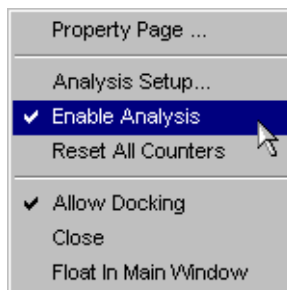 Property Page ...
Analysis Setup...
Enable Analysis
Reset All Counters
Allow Docking
Close
Float In Main Window